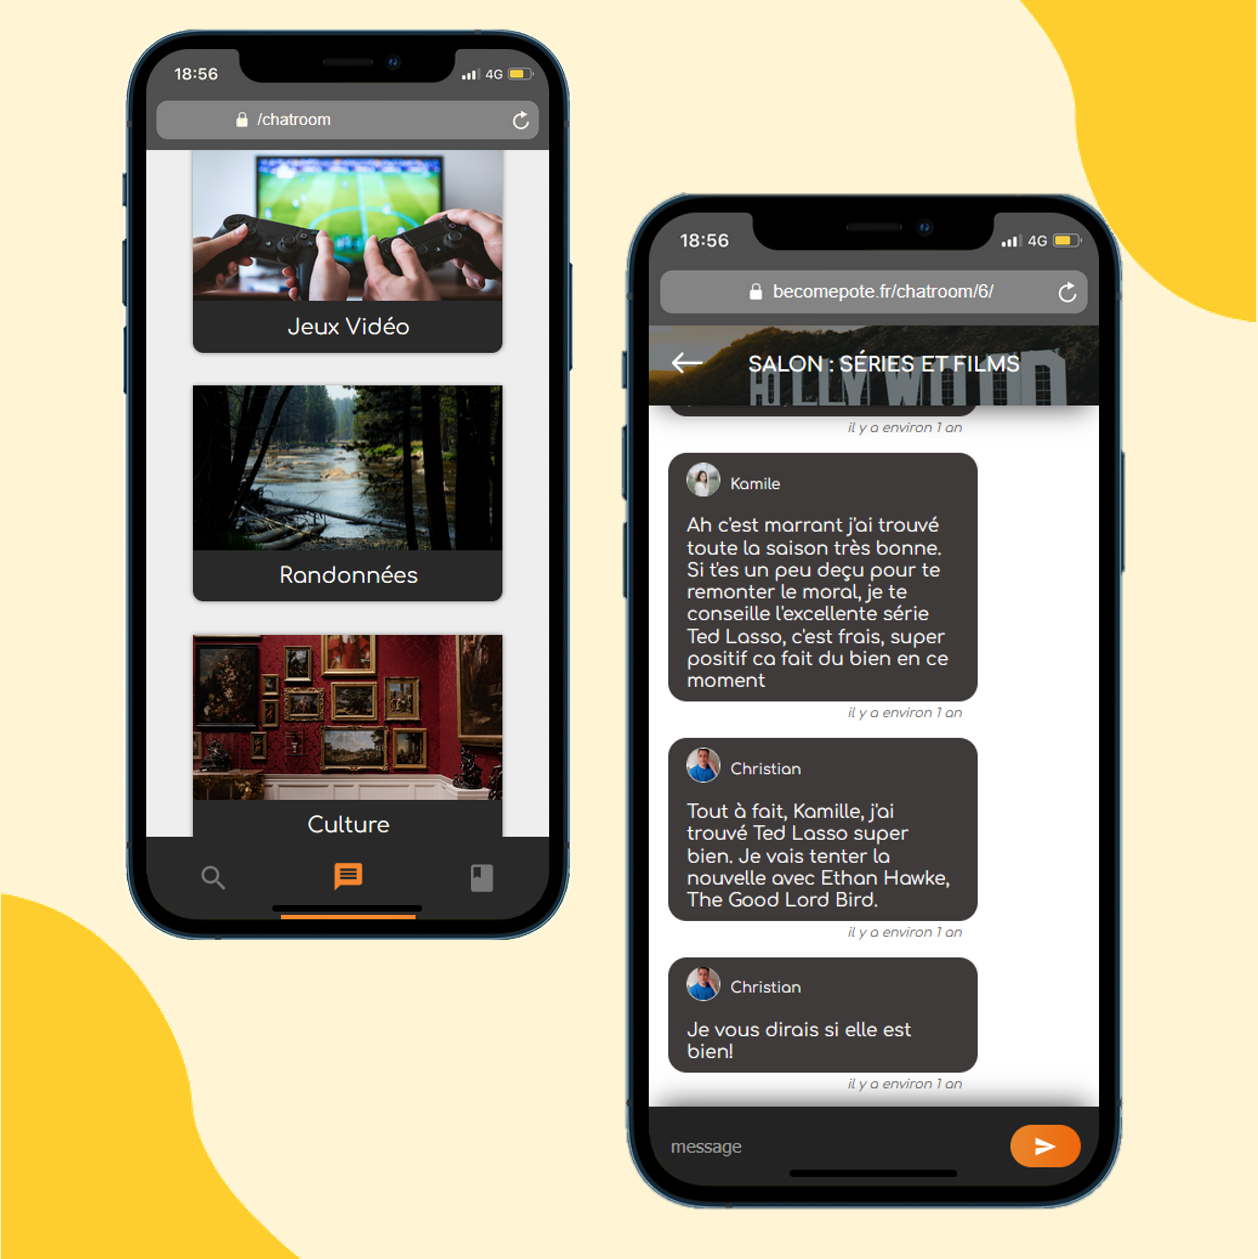 18:56
4G
/chatroom
Jeux Vidéo
Randonnées
Culture
18:56
4G
becomepote.fr/chatroom/6/
SALON : SÉRIES ET FILMS
HOLLYWOOD
il y a environ 1 an
Kamile
Ah c'est marrant j'ai trouvé
toute la saison très bonne.
Si t'es un peu deçu pour te
remonter le moral, je te
conseille l'excellente série
Ted Lasso, c'est frais, super
positif ca fait du bien en ce
moment
il y a environ 1 an
Christian
Tout à fait, Kamille, j'ai
trouvé Ted Lasso super
bien. Je vais tenter la
nouvelle avec Ethan Hawke,
The Good Lord Bird.
il y a environ 1 an
Christian
Je vous dirais si elle est
bien!
il y a environ 1 an
message